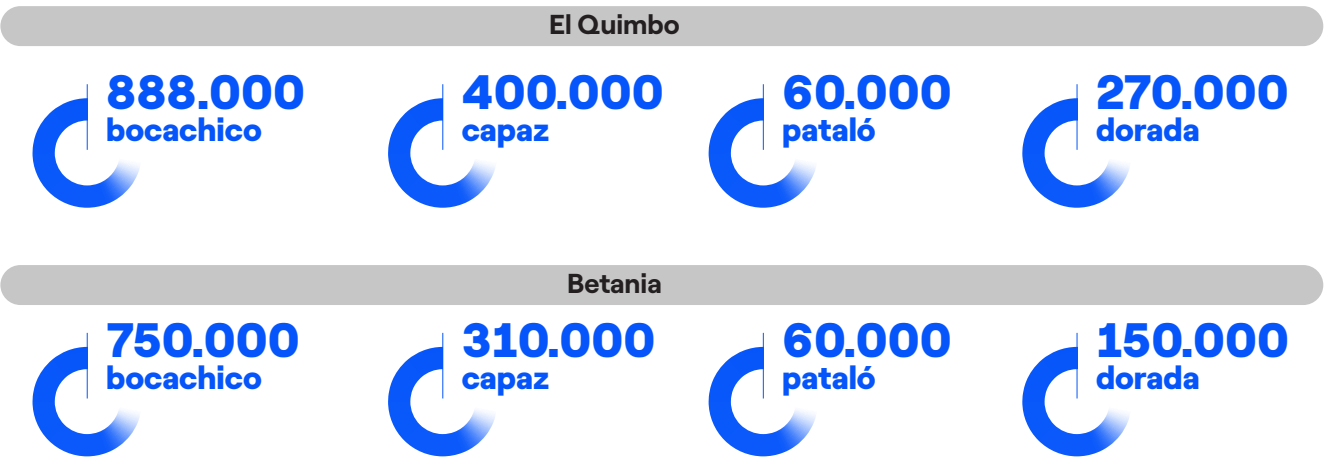 El Quimbo
888.000
bocachico
400.000
capaz
60.000
pataló
270.000
dorada
Betania
750.000
bocachico
310.000
capaz
60.000
pataló
150.000
dorada